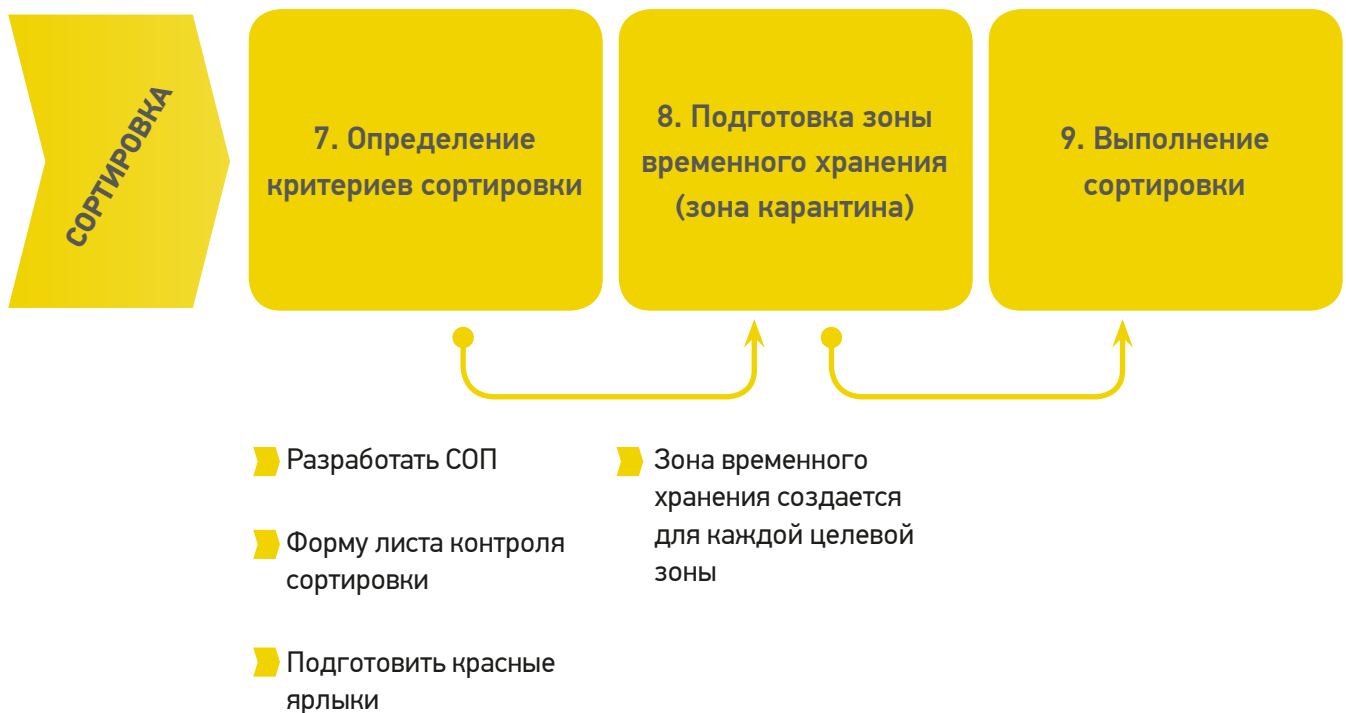 СОРТИРОВКА
7. Определение
критериев сортировки
8. Подготовка зоны
временного хранения
(зона карантина)
9. Выполнение
сортировки
Разработать СОП
Форму листа контроля
сортировки
Подготовить красные
ярлыки
Зона временного
хранения создается
для каждой целевой
зоны